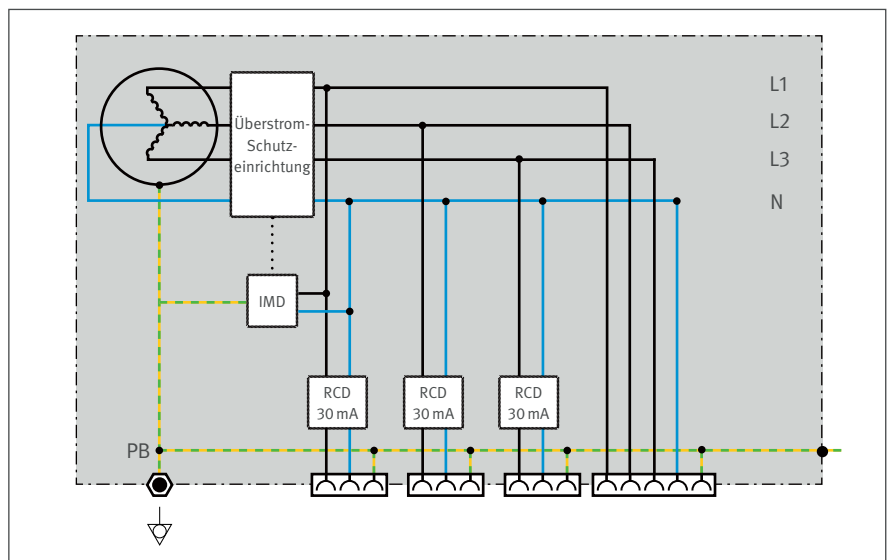 L1
Überstrom-
Schutz-
einrichtung
L2
L3
N
IMD
RCD
30 mA
RCD
30 mA
RCD
30 mA
PB